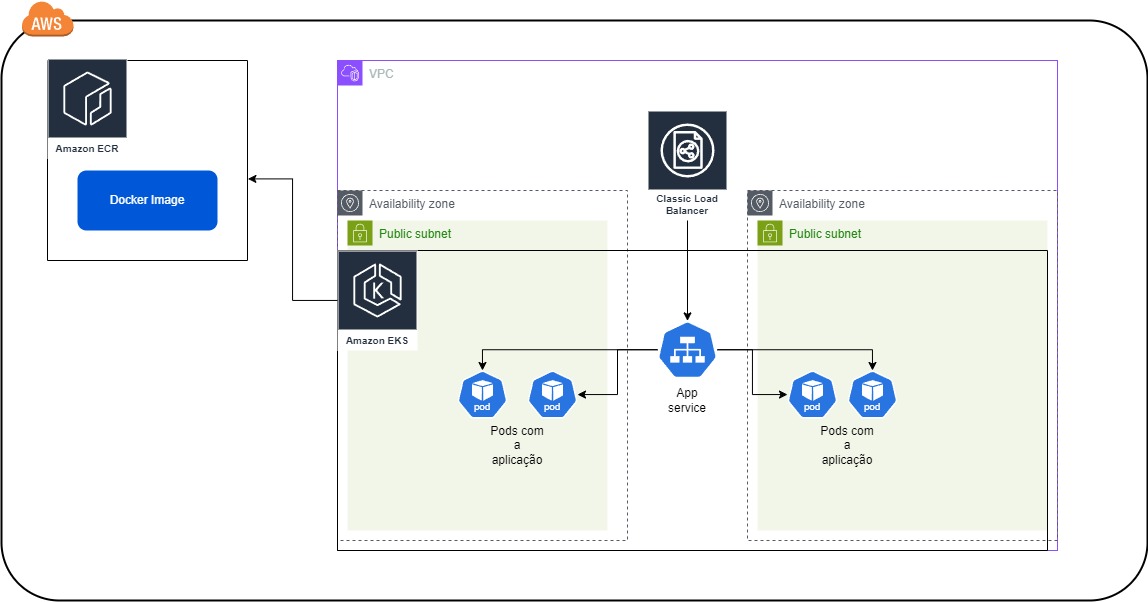 AWS
VPC
Amazon ECR
Docker Image
Classic Load
Balancer
Availability zone
Public subnet
Availability zone
Public subnet
K
Amazon EKS
App
service
pod
pod
Pods com
a
aplicação
pod
pod
Pods com
a
aplicação